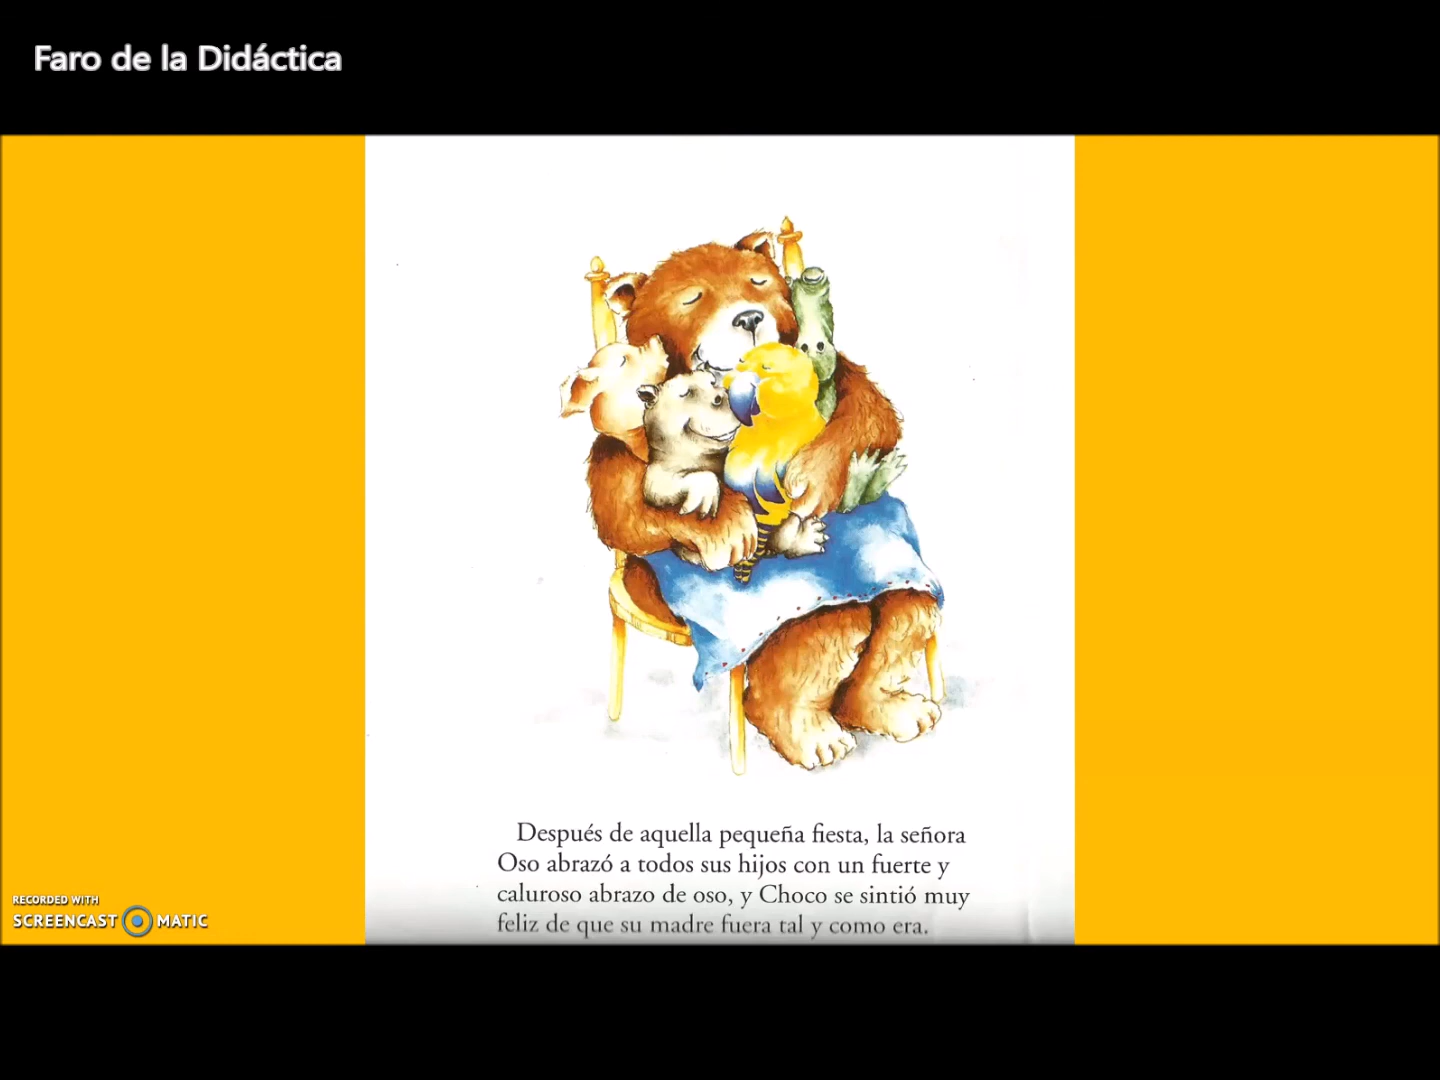 Faro de la Didáctica
Después de aquella pequeña fiesta, la señora
Oso abrazó a todos sus hijos con un fuerte y
caluroso abrazo de oso, y Choco se sintió muy
feliz de que su madre fuera tal y como era.
RECORDED WITH
SCREENCAST MATIC